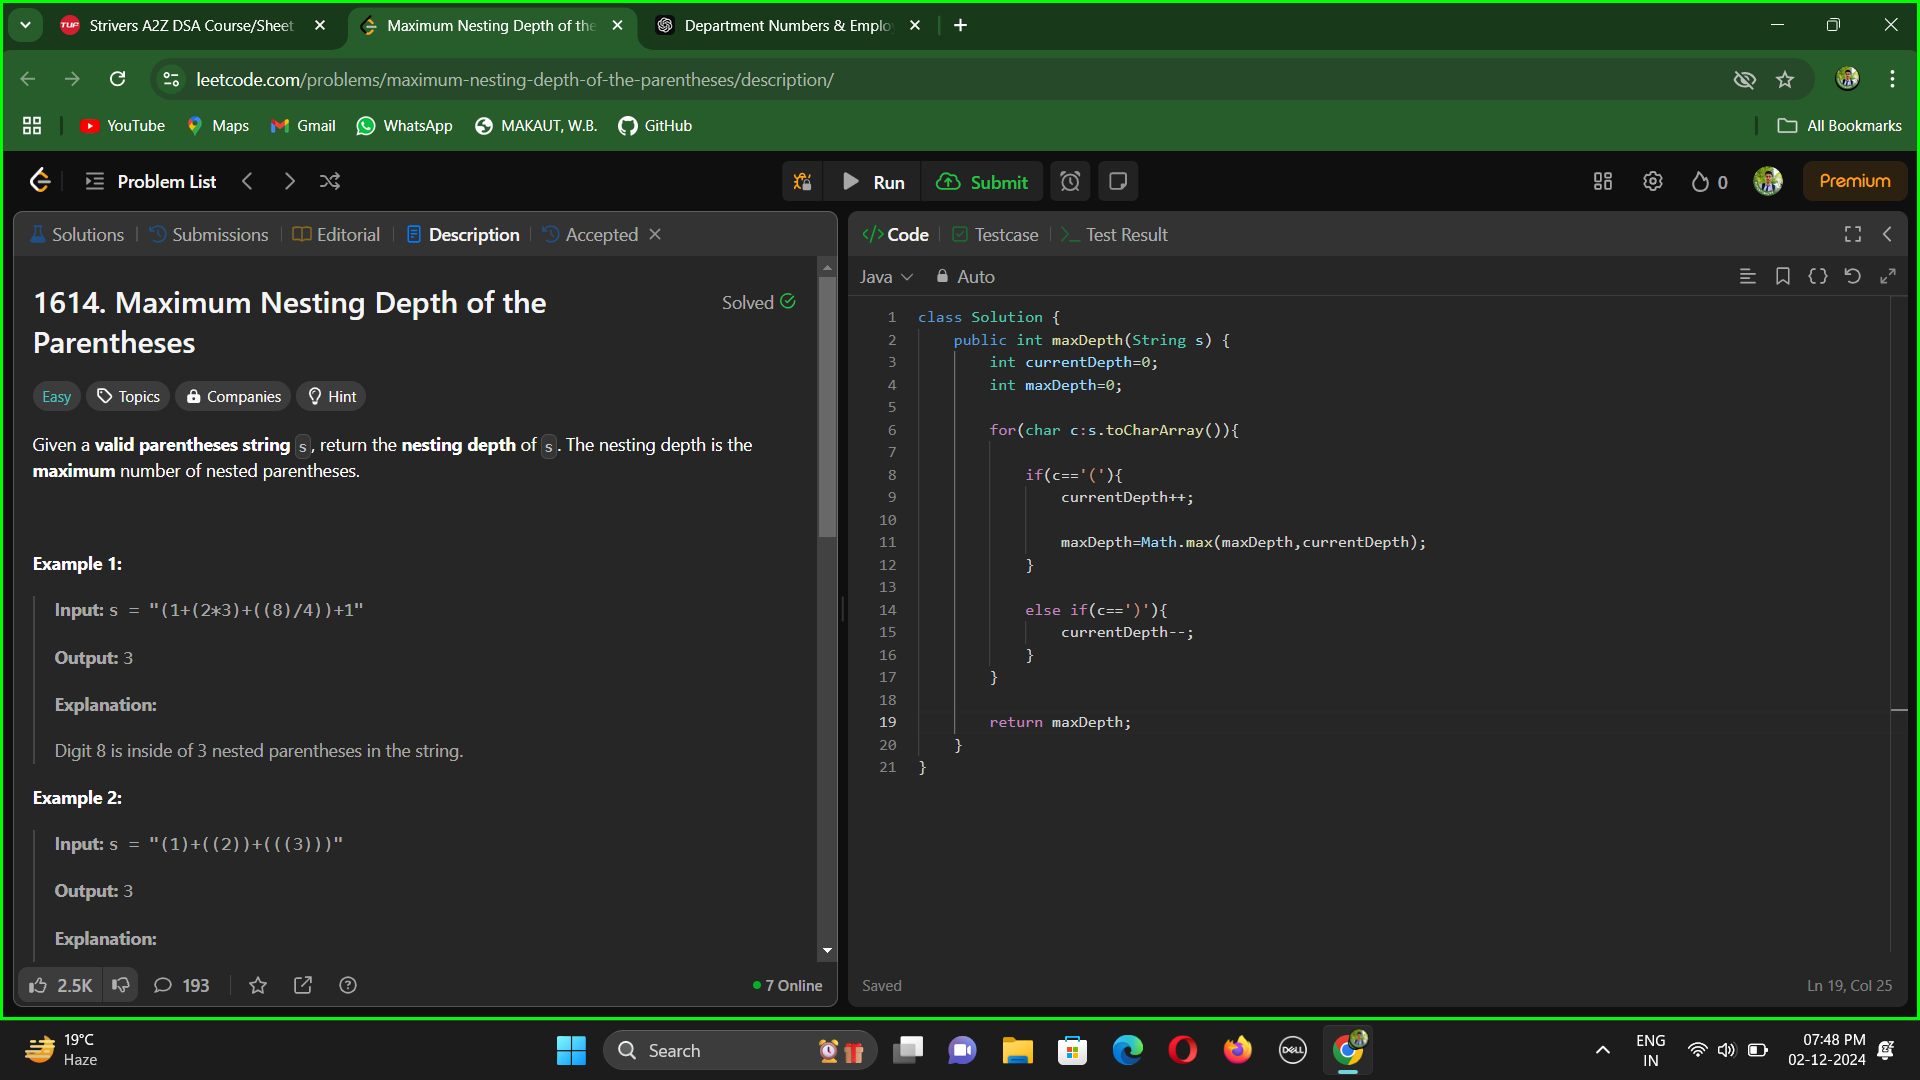 Strivers A2Z DSA Course/Sheet
Maximum Nesting Depth of the
Department Numbers & Emplo
leetcode.com/problems/maximum-nesting-depth-of-the-parentheses/description/
YouTube Maps Gmail WhatsApp MAKAUT, W.B. GitHub All Bookmarks
Problem List Run Submit 0 Premium
Solutions Submissions Editorial Description Accepted
1614. Maximum Nesting Depth of the
Parentheses
Solved
Easy Topics Companies Hint
Given a valid parentheses string s, return the nesting depth of s. The nesting depth is the
maximum number of nested parentheses.
Example 1:
Input: s = "(1+(2*3)+((8)/4))+1"
Output: 3
Explanation:
Digit 8 is inside of 3 nested parentheses in the string.
Example 2:
Input: s = "(1)+((2))+(((3)))"
Output: 3
Explanation:
2.5K 193 7 Online
Code Testcase Test Result
Java Auto
1 class Solution {
2 public int maxDepth(String s) {
3 int currentDepth=0;
4 int maxDepth=0;
5
6 for(char c:s.toCharArray()){
7
8 if(c=='('){
9 currentDepth++;
10
11 maxDepth=Math.max(maxDepth,currentDepth);
12 }
13
14 else if(c==')'){
15 currentDepth--;
16 }
17 }
18
19 return maxDepth;
20 }
21 }
Saved Ln 19, Col 25
19°C
Haze
Search
DELL
ENG
IN
07:48 PM
02-12-2024